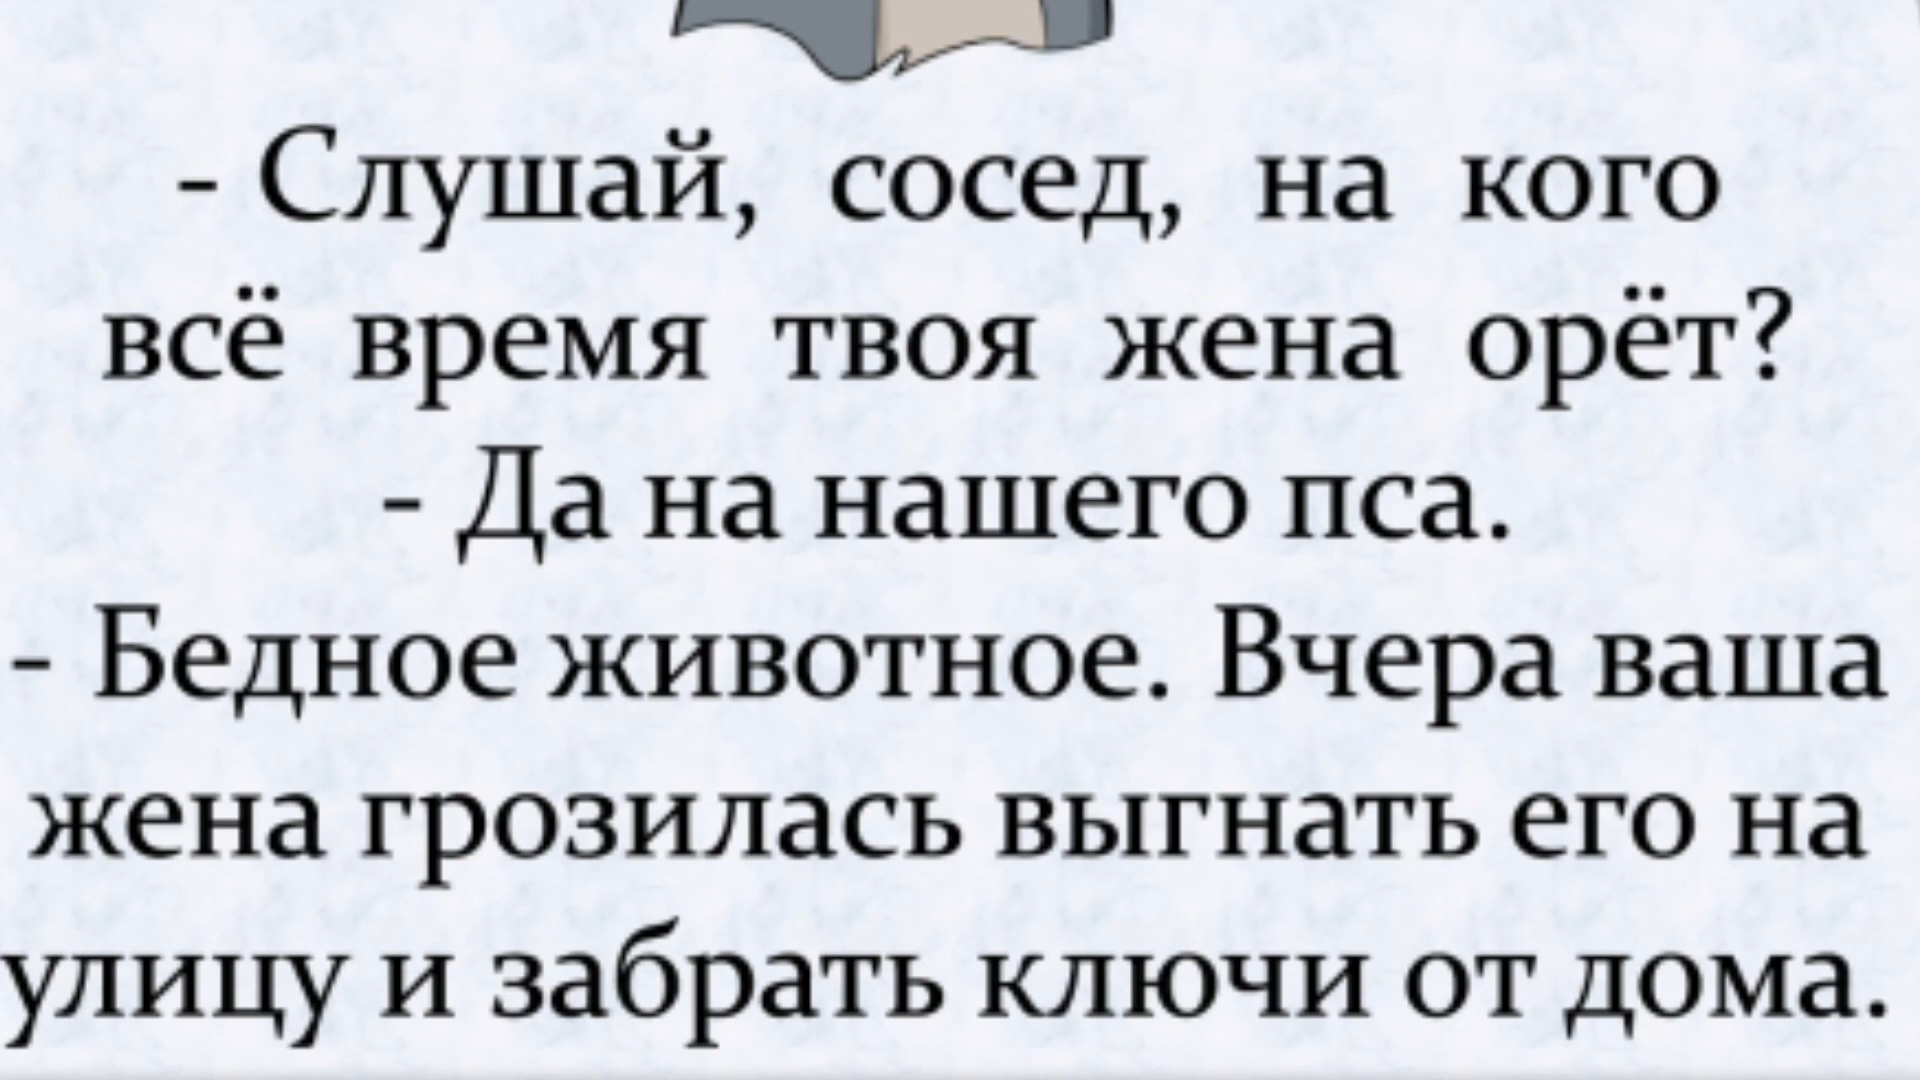 - Слушай, сосед, на кого
всё время твоя жена орёт?
- Да на нашего пса.
- Бедное животное. Вчера ваша
жена грозилась выгнать его на
улицу и забрать ключи от дома.